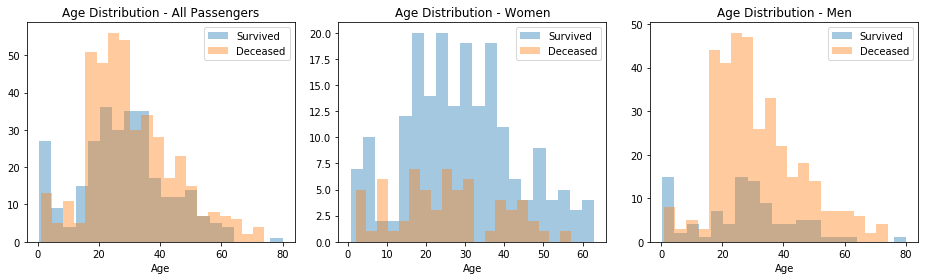 Age Distribution - All Passengers
Survived
Deceased
50
40
30
20
10
0
0 20 40 60 80
Age
Age Distribution - Women
Survived
Deceased
20.0
17.5
15.0
12.5
10.0
7.5
5.0
2.5
0.0
0 10 20 30 40 50 60
Age
Age Distribution - Men
Survived
Deceased
50
40
30
20
10
0
0 20 40 60 80
Age